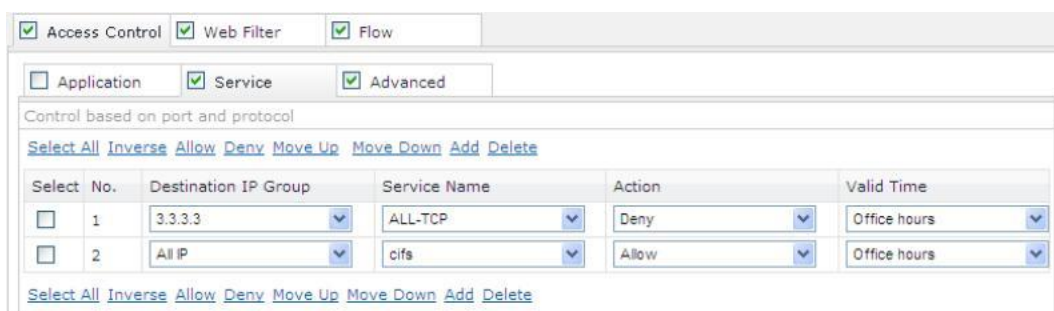 Access Control Web Filter Flow
Application Service Advanced
Control based on port and protocol
Select All Inverse Allow Deny Move Up Move Down Add Delete
Select No. Destination IP Group Service Name Action Valid Time
1 3.3.3.3 ALL-TCP Deny Office hours
2 All IP cifs Allow Office hours
Select All Inverse Allow Deny Move Up Move Down Add Delete